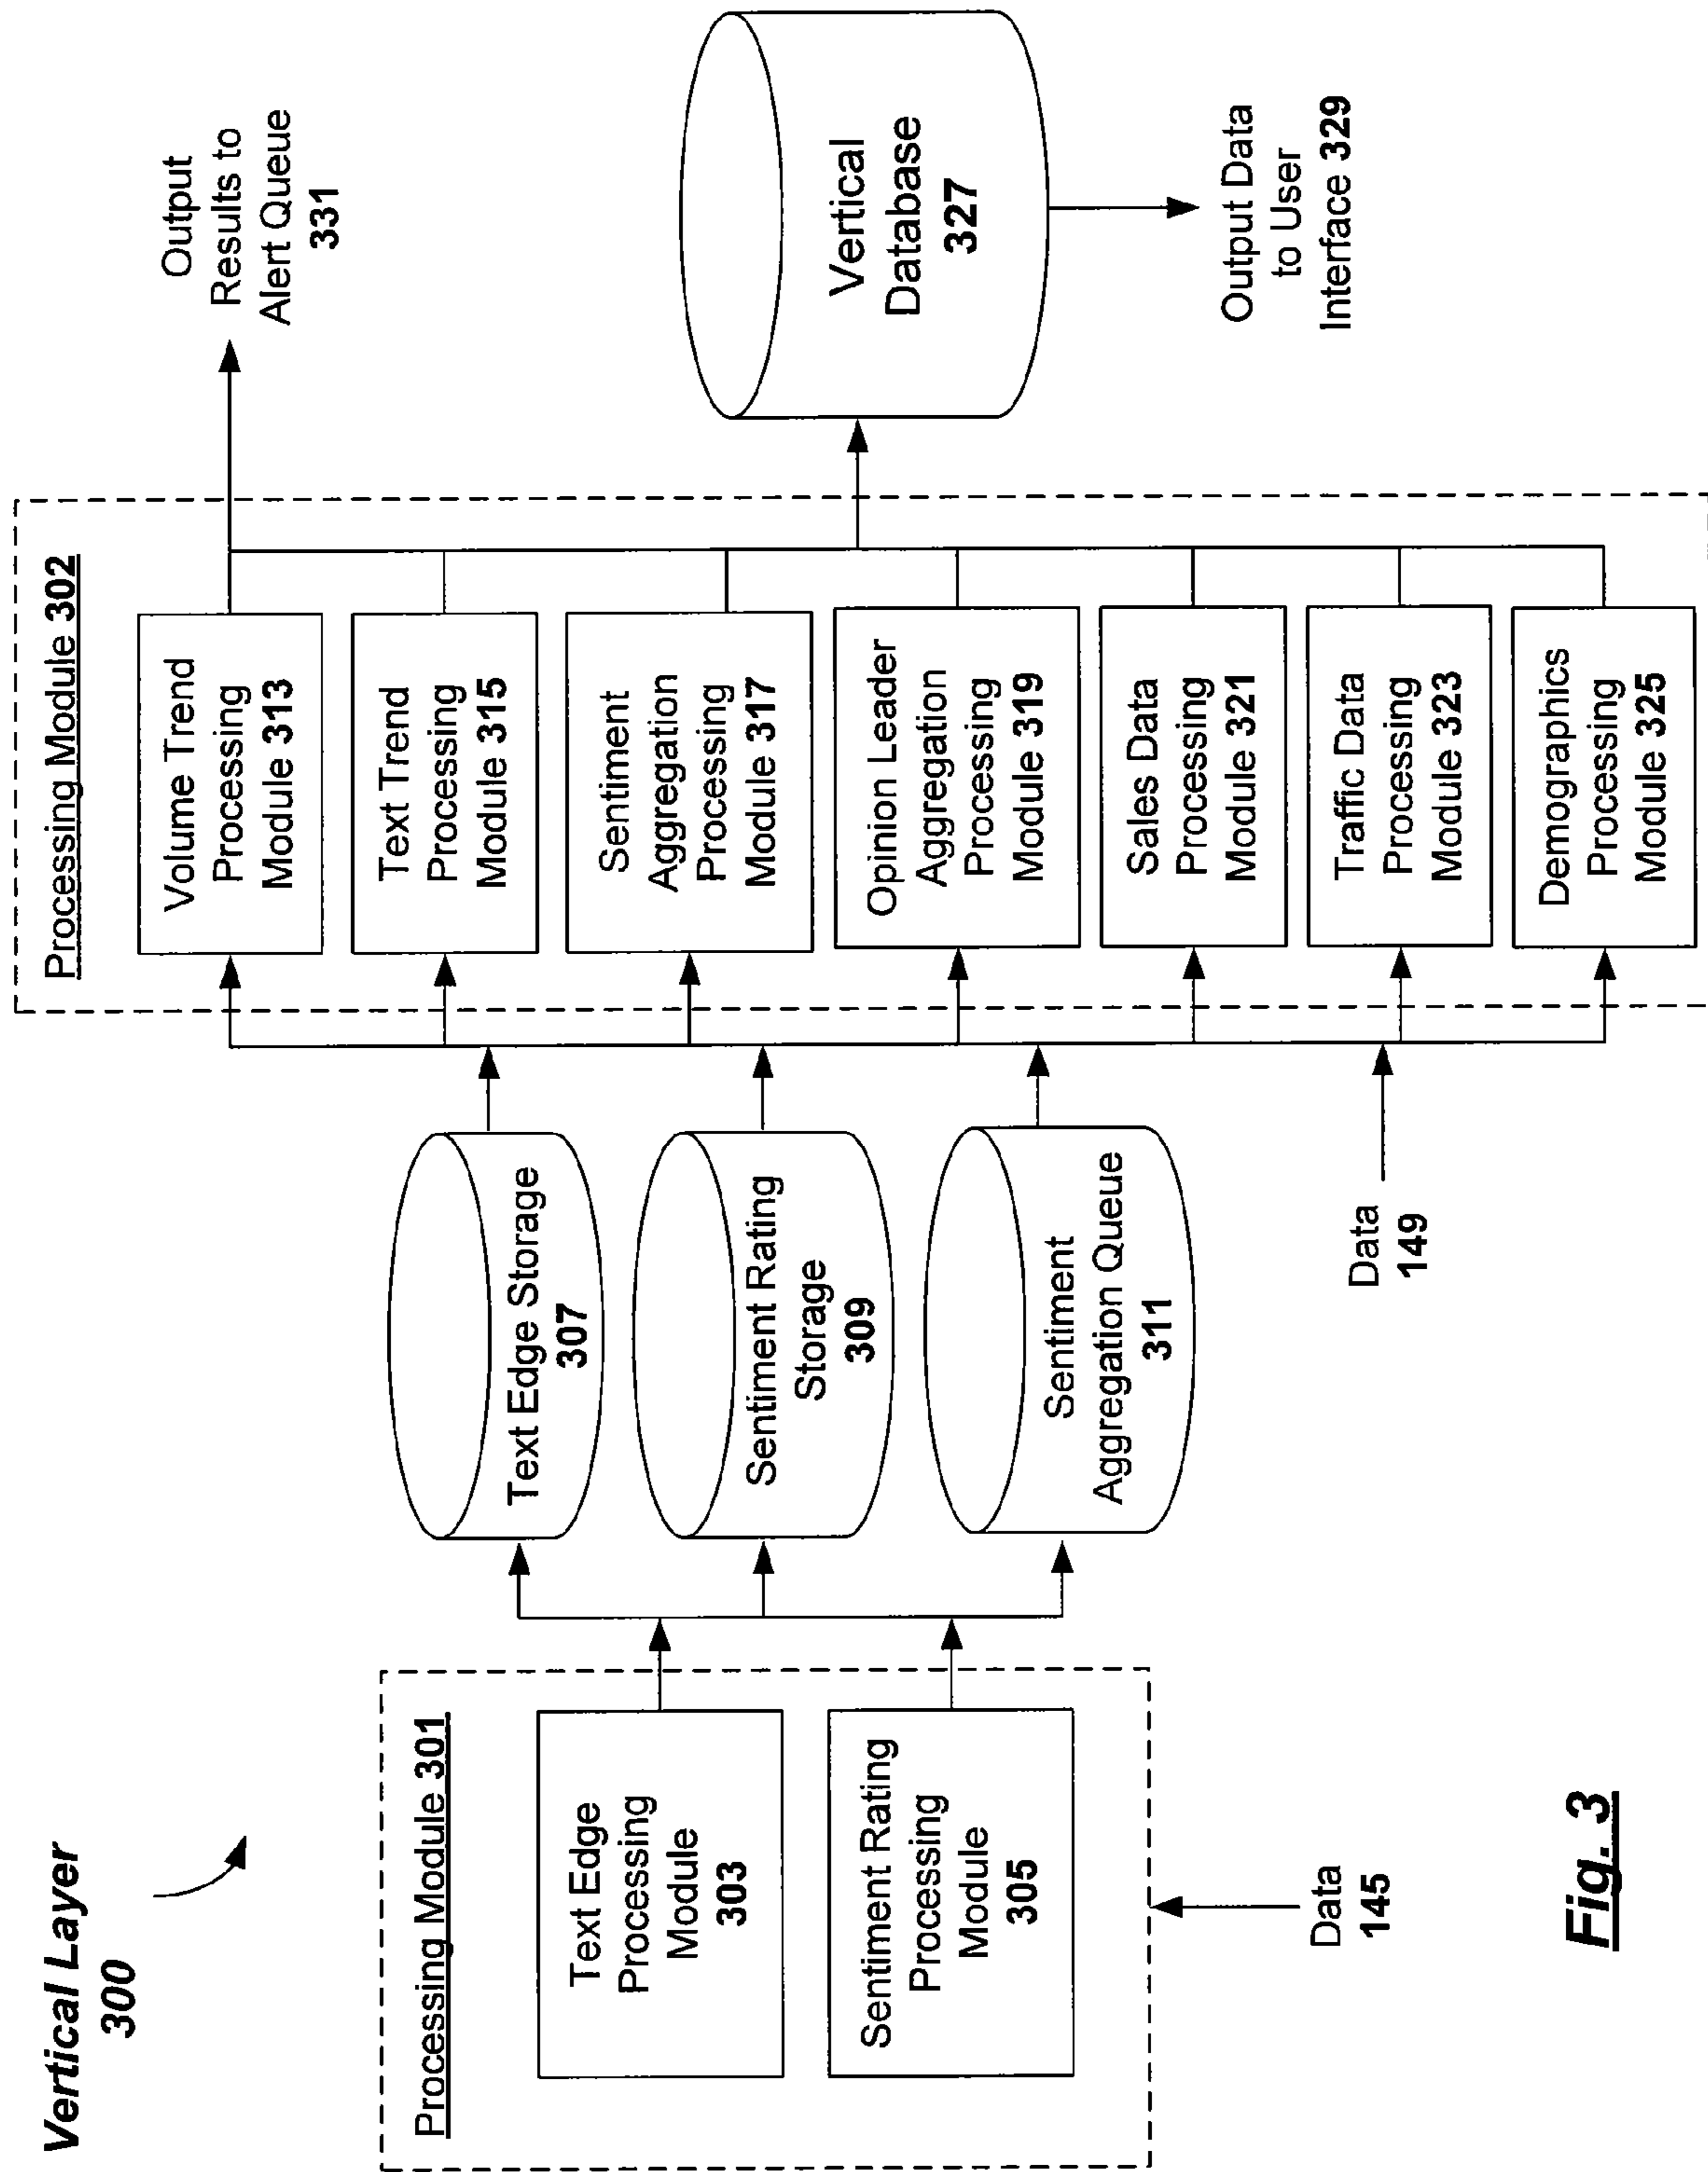 Vertical Layer
300
Processing Module 301
Text Edge
Processing
Module
303
Sentiment Rating
Processing
Module
305
Data
145
Text Edge Storage
307
Sentiment Rating
Storage
309
Sentiment
Aggregation Queue
311
Data
149
Processing Module 302
Volume Trend
Processing
Module 313
Text Trend
Processing
Module 315
Sentiment
Aggregation
Processing
Module 317
Opinion Leader
Aggregation
Processing
Module 319
Sales Data
Processing
Module 321
Traffic Data
Processing
Module 323
Demographics
Processing
Module 325
Output
Results to
Alert Queue
331
Vertical
Database
327
Output Data
to User
Interface 329
Fig. 3